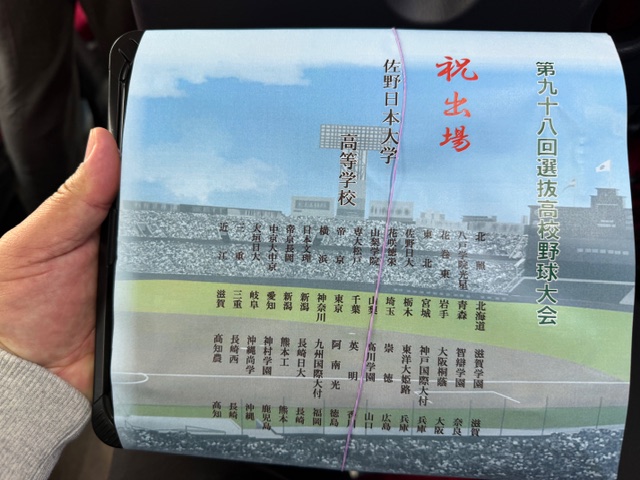 第九十八回選抜高校野球大会
祝出場
佐野日本大学
高等学校
北照 北海道
八戸学院光星 青森
花巻東 岩手
東北 宮城
佐野日大 栃木
花咲徳栄 埼玉
山梨学院 山梨
専大松戸 千葉
帝京 東京
横浜 神奈川
日本文理 新潟
帝京長岡 新潟
中京大中京 愛知
大垣日大 岐阜
三重 三重
近江 滋賀
滋賀学園 滋賀
智辯学園 奈良
大阪桐蔭 大阪
神戸国際大付 兵庫
東洋大姫路 兵庫
崇徳 広島
高川学園 山口
英明 香川
阿南光 徳島
九州国際大付 福岡
長崎日大 長崎
熊本工 熊本
神村学園 鹿児島
沖縄尚学 沖縄
長崎西 長崎
高知農 高知